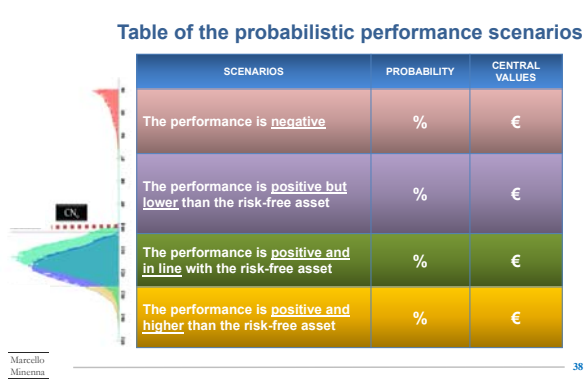 Table of the probabilistic performance scenarios
SCENARIOS
PROBABILITY
CENTRAL
VALUES
The performance is negative
%
€
The performance is positive but
lower than the risk-free asset
%
€
The performance is positive and
in line with the risk-free asset
%
€
The performance is positive and
higher than the risk-free asset
%
€
Marcello
Minenna
38